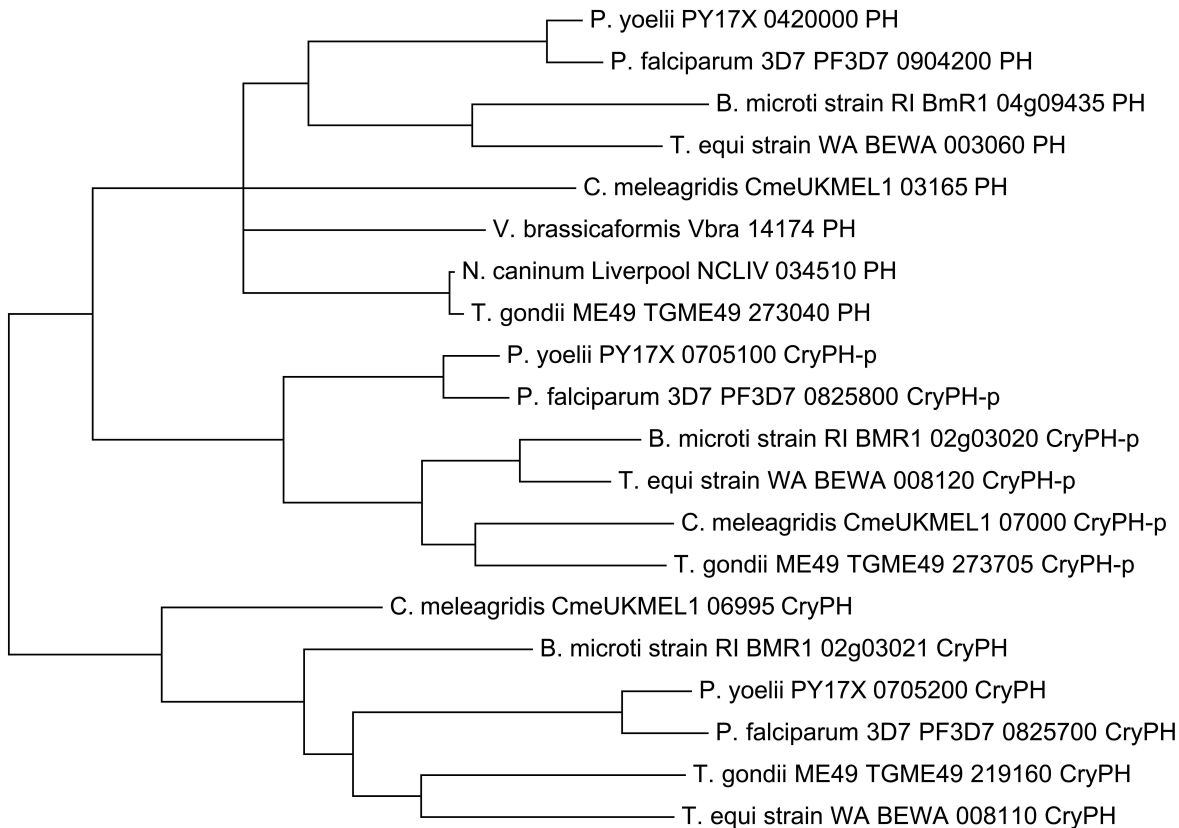 P. yoelii PY17X 0420000 PH
P. falciparum 3D7 PF3D7 0904200 PH
B. microti strain RI BmR1 04g09435 PH
T. equi strain WA BEWA 003060 PH
C. meleagridis CmeUKMEL1 03165 PH
V. brassicaformis Vbra 14174 PH
N. caninum Liverpool NCLIV 034510 PH
T. gondii ME49 TGME49 273040 PH
P. yoelii PY17X 0705100 CryPH-p
P. falciparum 3D7 PF3D7 0825800 CryPH-p
B. microti strain RI BMR1 02g03020 CryPH-p
T. equi strain WA BEWA 008120 CryPH-p
C. meleagridis CmeUKMEL1 07000 CryPH-p
T. gondii ME49 TGME49 273705 CryPH-p
C. meleagridis CmeUKMEL1 06995 CryPH
B. microti strain RI BMR1 02g03021 CryPH
P. yoelii PY17X 0705200 CryPH
P. falciparum 3D7 PF3D7 0825700 CryPH
T. gondii ME49 TGME49 219160 CryPH
T. equi strain WA BEWA 008110 CryPH